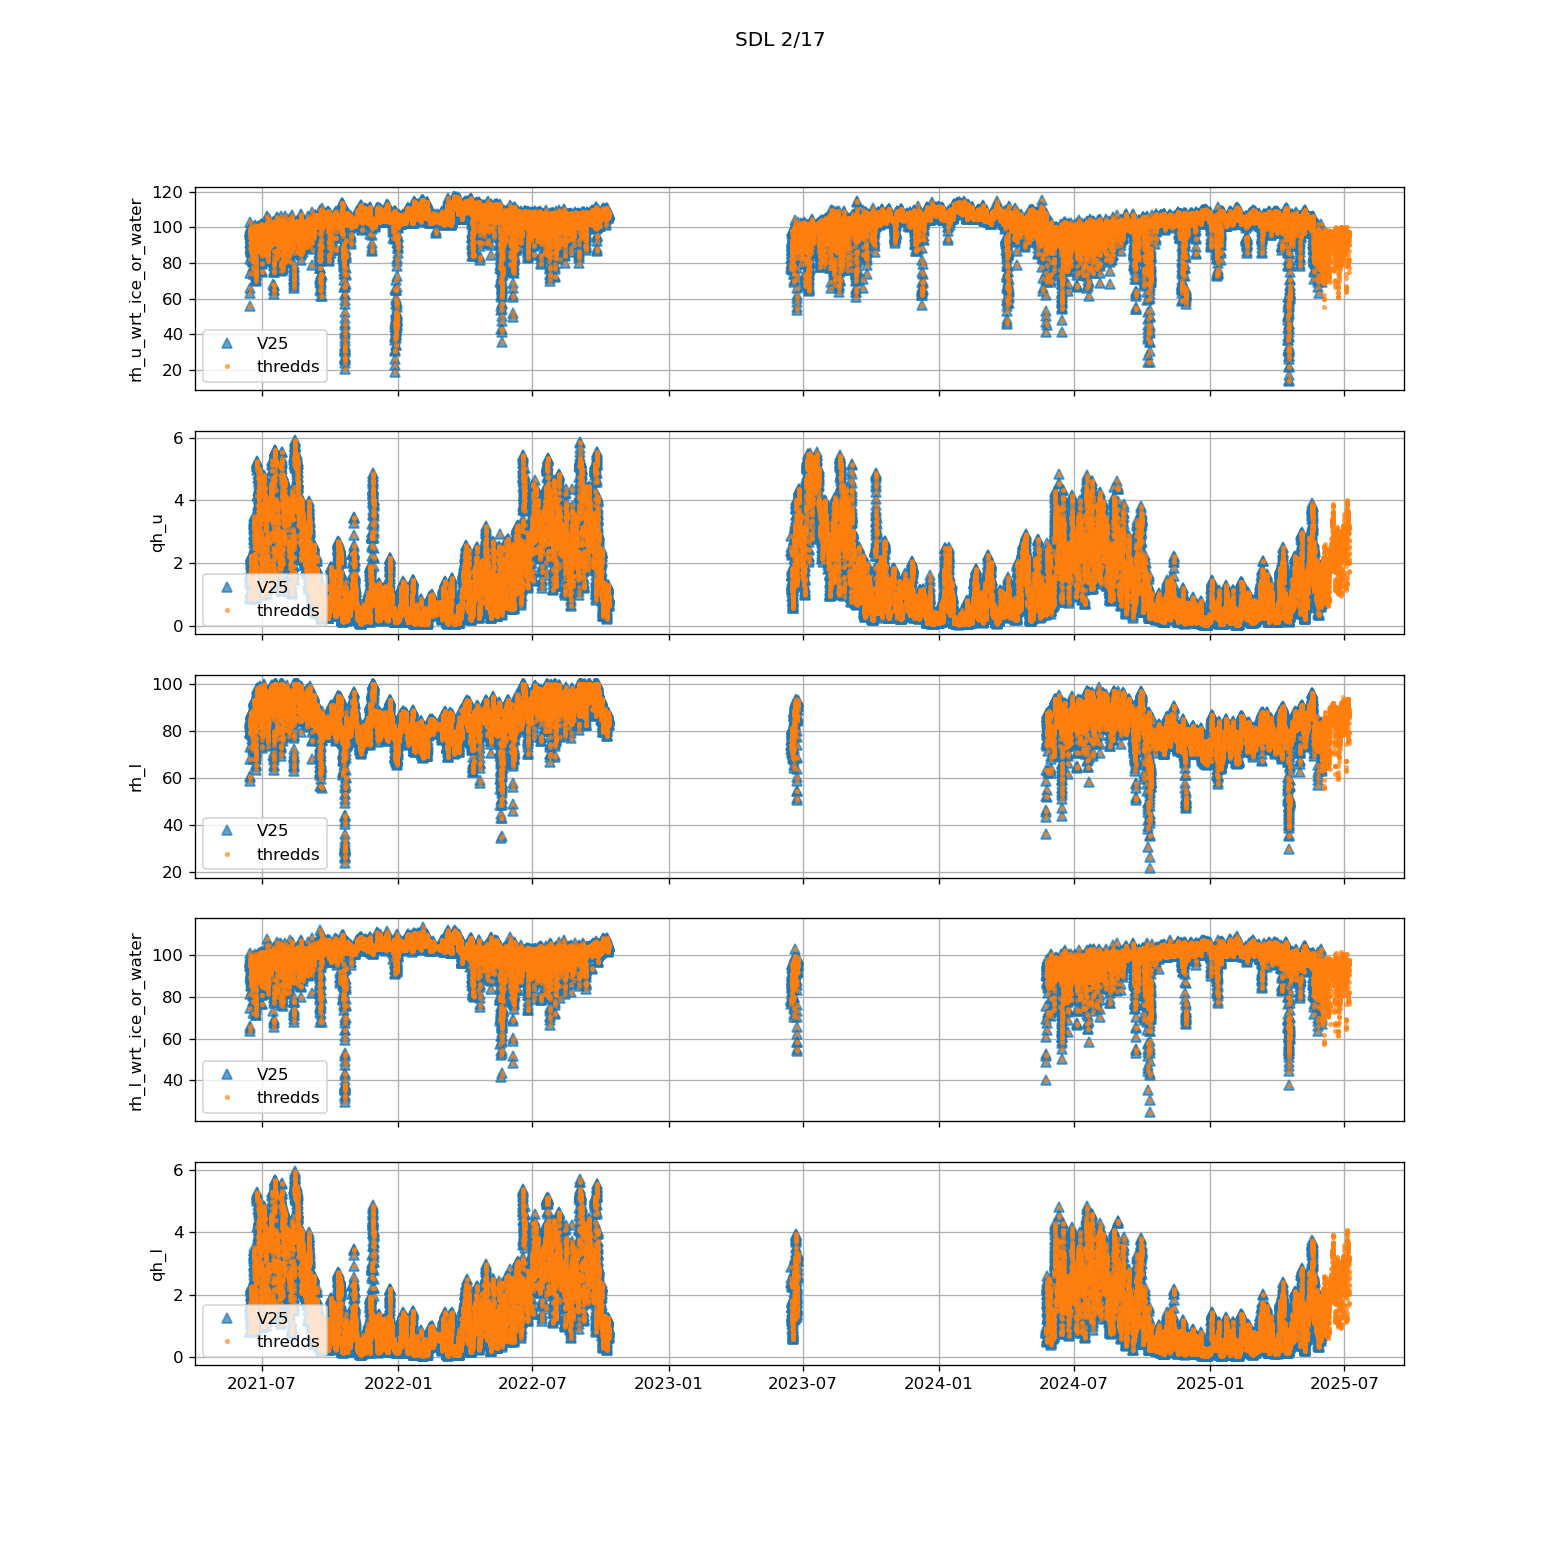 SDL 2/17
rh_u_wrt_ice_or_water
120
100
80
60
40
20
V25
thredds
qh_u
6
4
2
0
V25
thredds
rh_l
100
80
60
40
20
V25
thredds
rh_l_wrt_ice_or_water
100
80
60
40
V25
thredds
qh_l
6
4
2
0
V25
thredds
2021-07 2022-01 2022-07 2023-01 2023-07 2024-01 2024-07 2025-01 2025-07